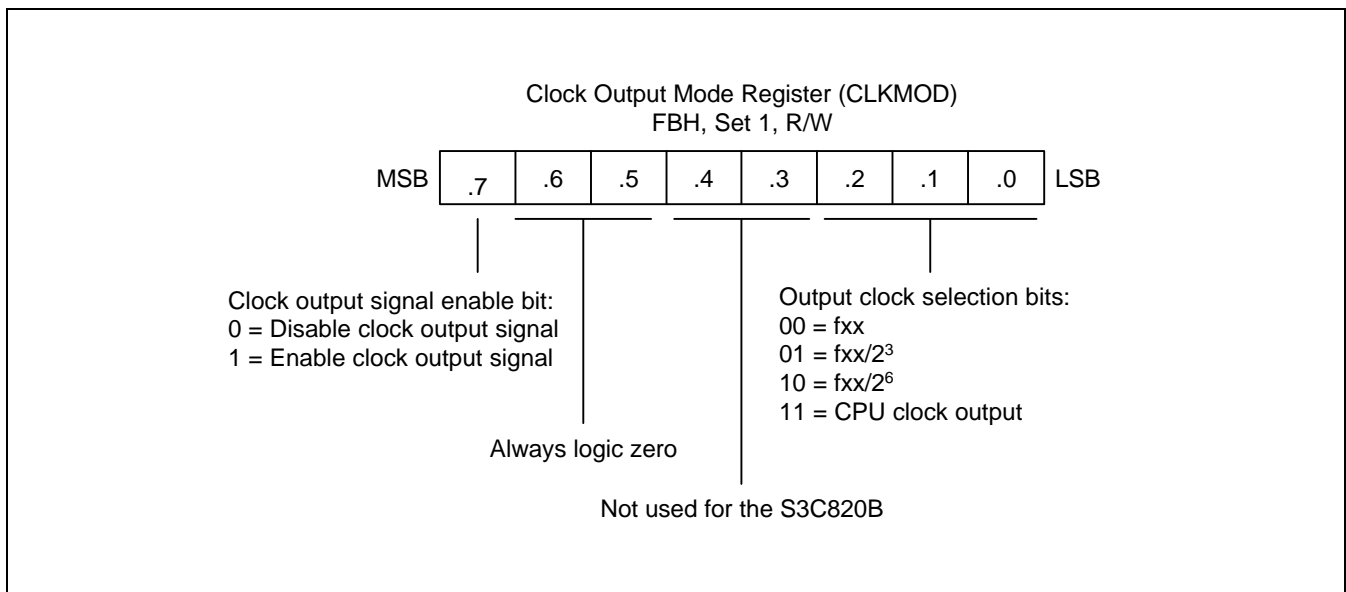 Clock Output Mode Register (CLKMOD)
FBH, Set 1, R/W
MSB .7 .6 .5 .4 .3 .2 .1 .0 LSB
Clock output signal enable bit:
0 = Disable clock output signal
1 = Enable clock output signal
Output clock selection bits:
00 = fxx
01 = fxx/2³
10 = fxx/2⁶
11 = CPU clock output
Always logic zero
Not used for the S3C820B